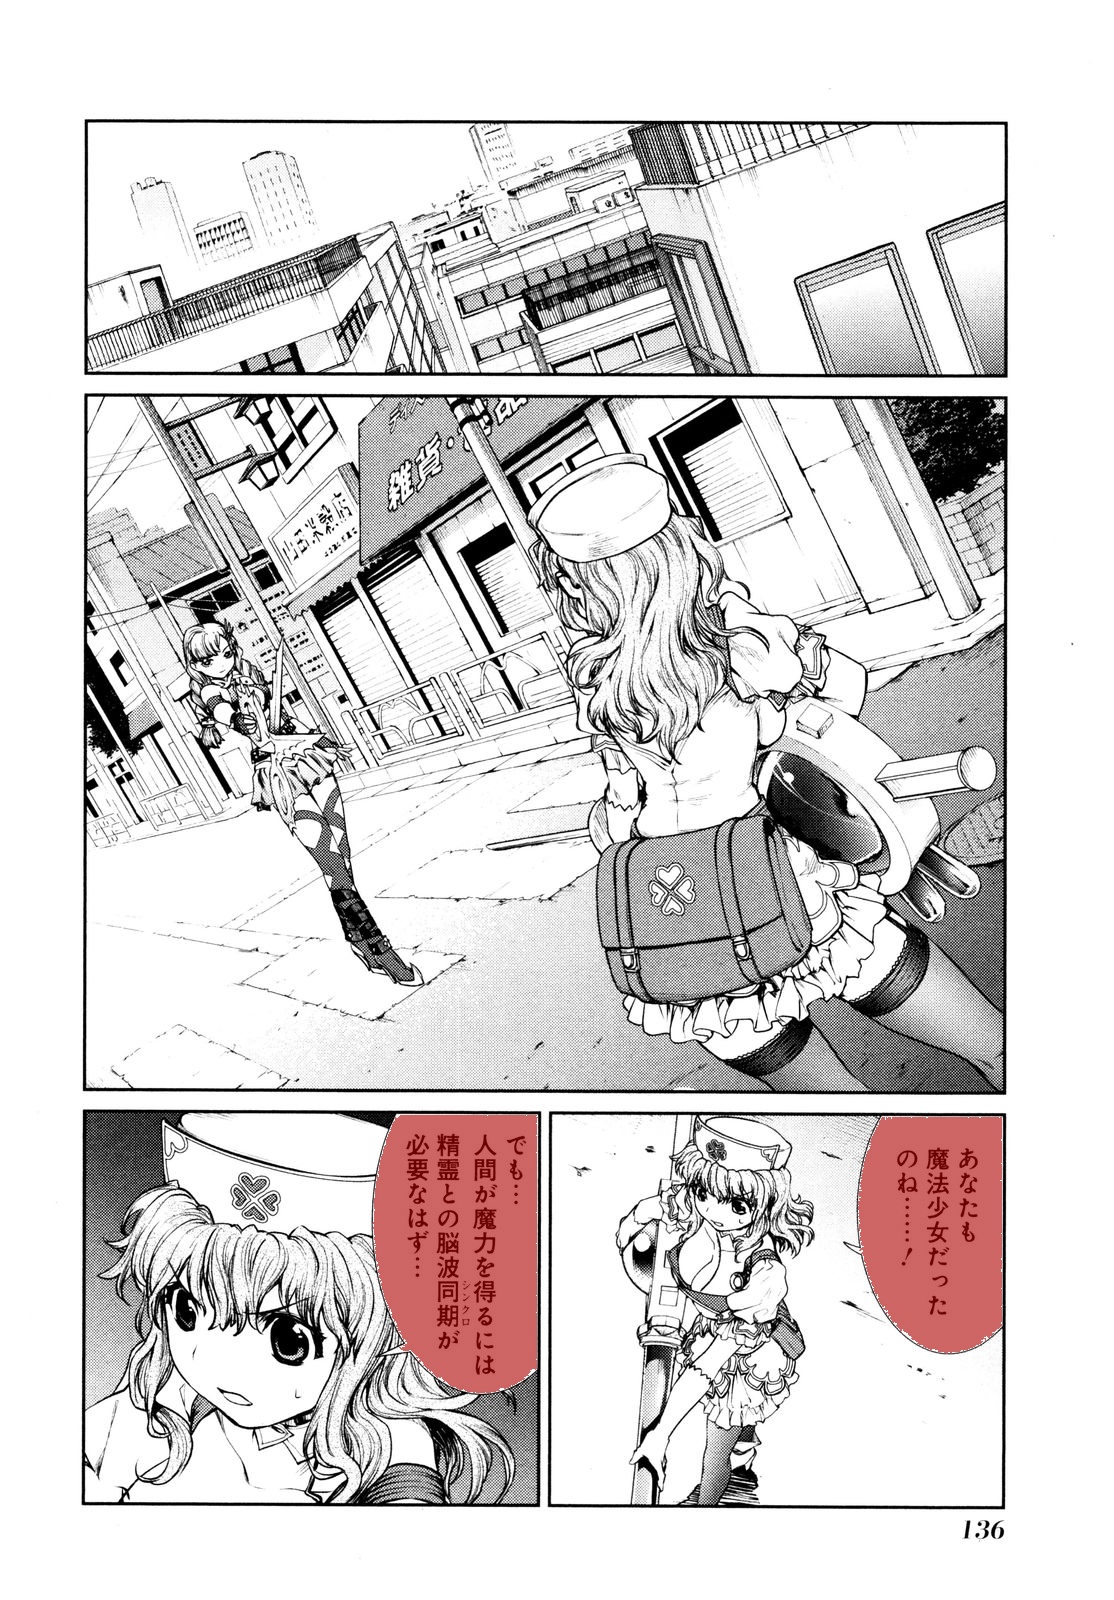 雑貨・
あなたも
魔法少女だった
のね……！
でも…
人間が魔力を得るには
精霊との脳波同期が
シンクロ
必要なはず…
136